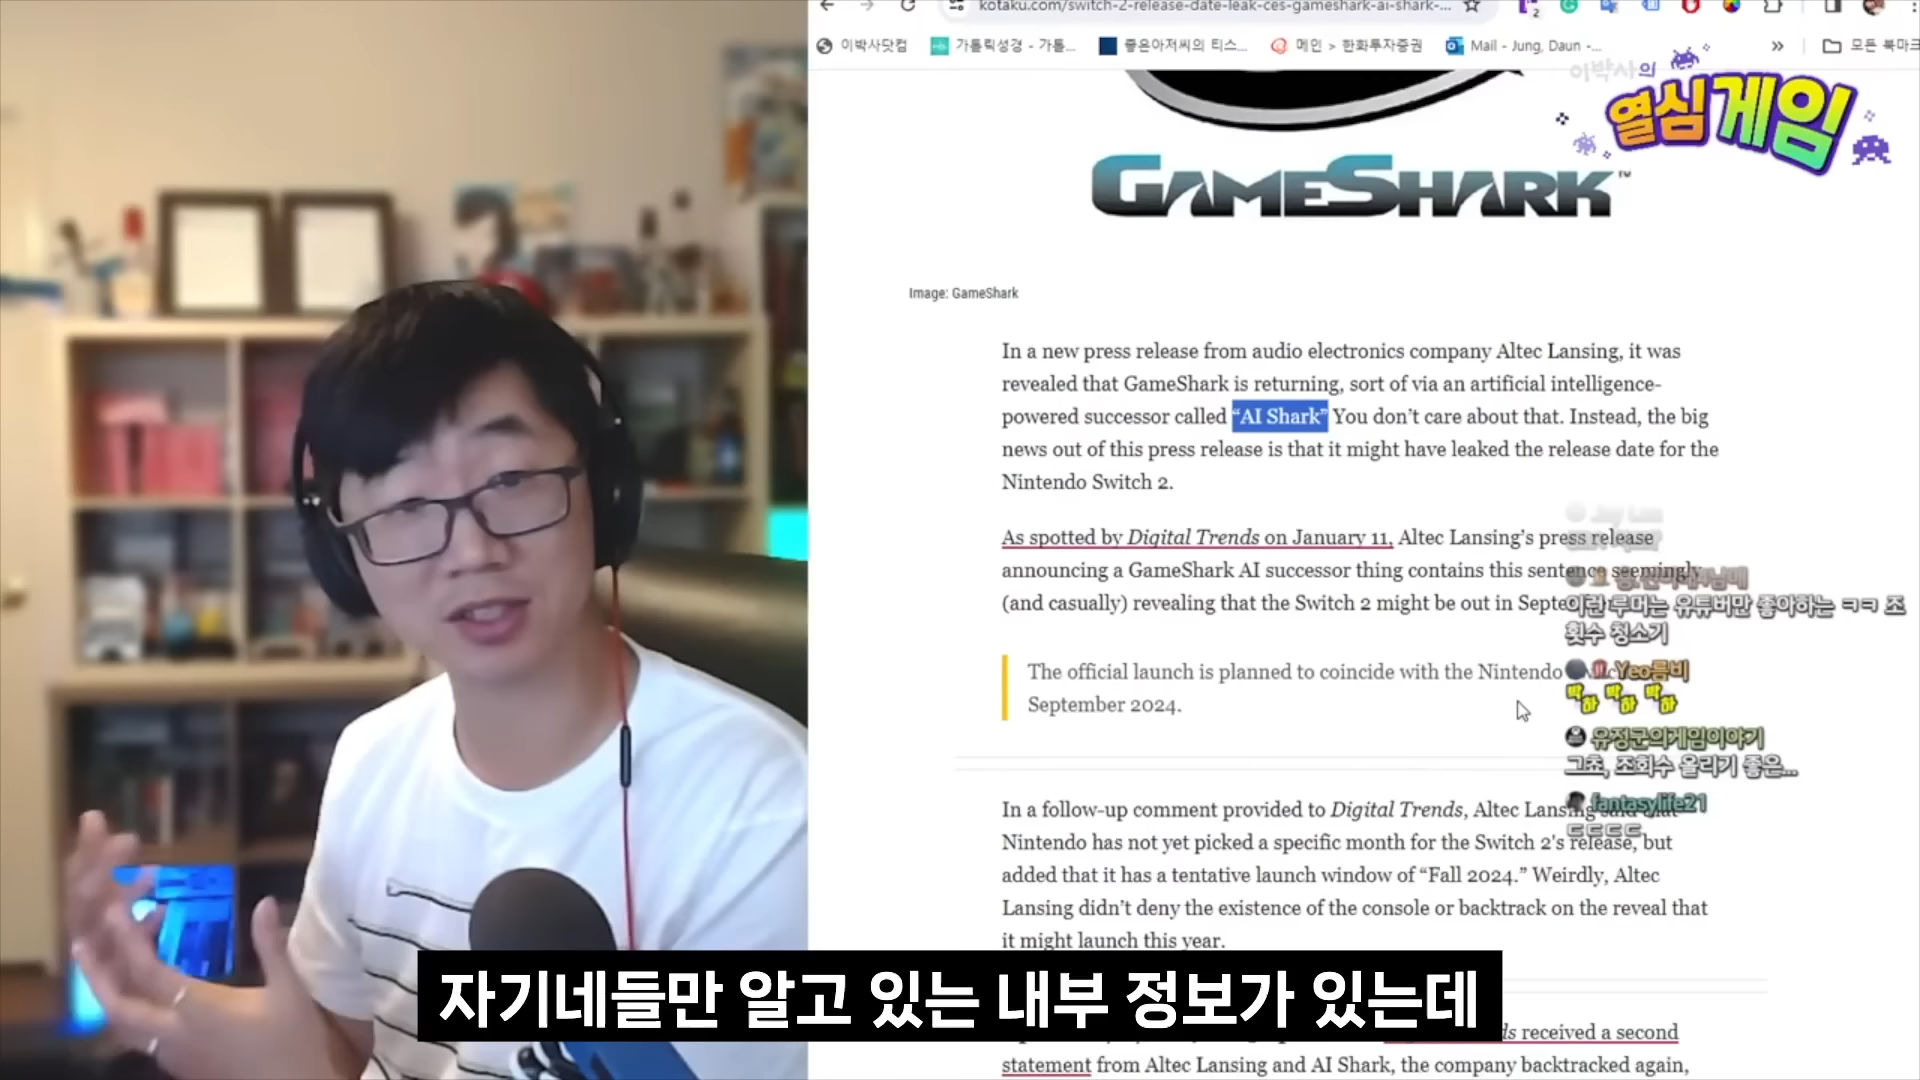 kotaku.com/switch-2-release-date-leak-ces-gameshark-ai-shark-...
이박사닷컴
가톨릭성경 - 가톨...
좋은아저씨의 티스...
메인 > 한화투자증권
Mail - Jung, Daun -...
»
모든 북마크
이박사의
열심게임
GAMESHARK™
Image: GameShark
In a new press release from audio electronics company Altec Lansing, it was
revealed that GameShark is returning, sort of via an artificial intelligence-
powered successor called “AI Shark” You don’t care about that. Instead, the big
news out of this press release is that it might have leaked the release date for the
Nintendo Switch 2.
As spotted by Digital Trends on January 11, Altec Lansing’s press release
announcing a GameShark AI successor thing contains this sentence seemingly
(and casually) revealing that the Switch 2 might be out in
이런 루머는 유튜버만 좋아하는 ㅋㅋ 조
횟수 청소기
The official launch is planned to coincide with the Nintendo
September 2024.
Yeo름비
박하 박하 박하
유정군의게임이야기
그쵸, 조회수 올리기 좋은...
fantasylife21
ㄷㄷㄷㄷ
In a follow-up comment provided to Digital Trends, Altec Lansing said that
Nintendo has not yet picked a specific month for the Switch 2's release, but
added that it has a tentative launch window of “Fall 2024.” Weirdly, Altec
Lansing didn’t deny the existence of the console or backtrack on the reveal that
it might launch this year.
자기네들만 알고 있는 내부 정보가 있는데
received a second
statement from Altec Lansing and AI Shark, the company backtracked again,